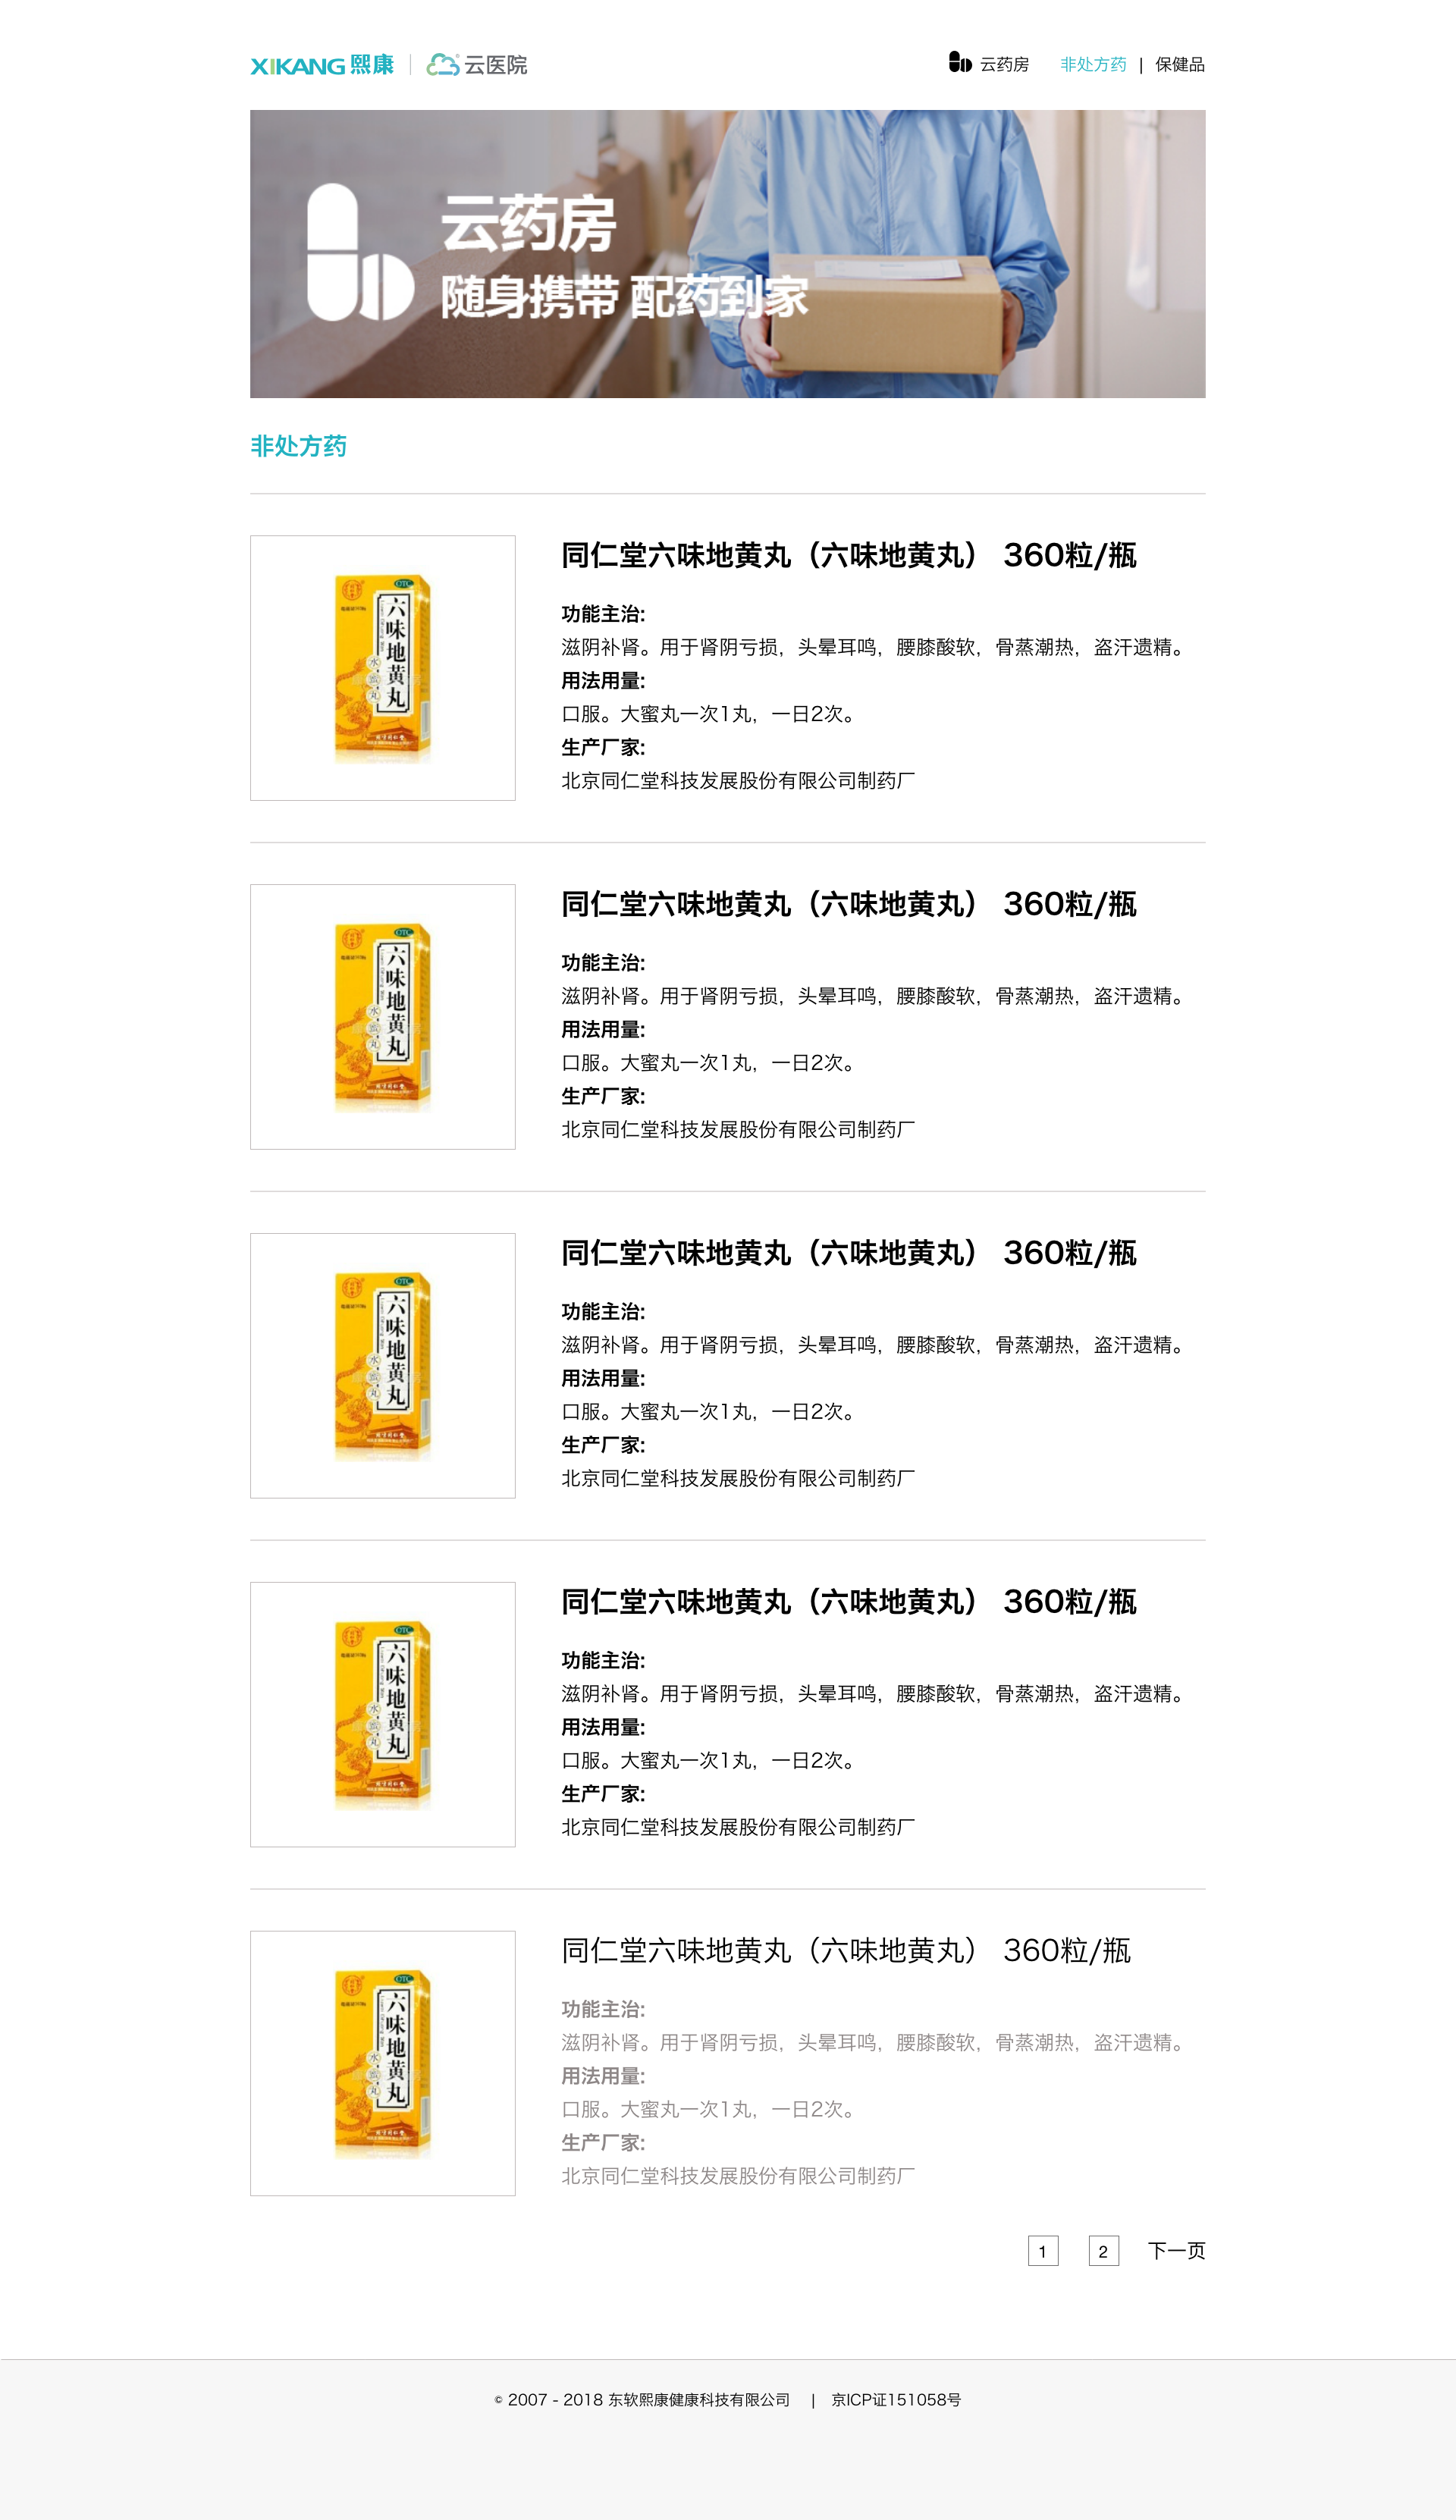 XIKANG 熙康 云医院
云药房 非处方药 | 保健品
云药房
随身携带 配药到家
非处方药
同仁堂六味地黄丸（六味地黄丸） 360粒/瓶
功能主治:
滋阴补肾。用于肾阴亏损，头晕耳鸣，腰膝酸软，骨蒸潮热，盗汗遗精。
用法用量:
口服。大蜜丸一次1丸，一日2次。
生产厂家:
北京同仁堂科技发展股份有限公司制药厂
OTC
六味地黄丸
水蜜丸
同仁堂六味地黄丸（六味地黄丸） 360粒/瓶
功能主治:
滋阴补肾。用于肾阴亏损，头晕耳鸣，腰膝酸软，骨蒸潮热，盗汗遗精。
用法用量:
口服。大蜜丸一次1丸，一日2次。
生产厂家:
北京同仁堂科技发展股份有限公司制药厂
OTC
六味地黄丸
水蜜丸
同仁堂六味地黄丸（六味地黄丸） 360粒/瓶
功能主治:
滋阴补肾。用于肾阴亏损，头晕耳鸣，腰膝酸软，骨蒸潮热，盗汗遗精。
用法用量:
口服。大蜜丸一次1丸，一日2次。
生产厂家:
北京同仁堂科技发展股份有限公司制药厂
OTC
六味地黄丸
水蜜丸
同仁堂六味地黄丸（六味地黄丸） 360粒/瓶
功能主治:
滋阴补肾。用于肾阴亏损，头晕耳鸣，腰膝酸软，骨蒸潮热，盗汗遗精。
用法用量:
口服。大蜜丸一次1丸，一日2次。
生产厂家:
北京同仁堂科技发展股份有限公司制药厂
OTC
六味地黄丸
水蜜丸
同仁堂六味地黄丸（六味地黄丸） 360粒/瓶
功能主治:
滋阴补肾。用于肾阴亏损，头晕耳鸣，腰膝酸软，骨蒸潮热，盗汗遗精。
用法用量:
口服。大蜜丸一次1丸，一日2次。
生产厂家:
北京同仁堂科技发展股份有限公司制药厂
OTC
六味地黄丸
水蜜丸
1 2 下一页
© 2007 - 2018 东软熙康健康科技有限公司 | 京ICP证151058号